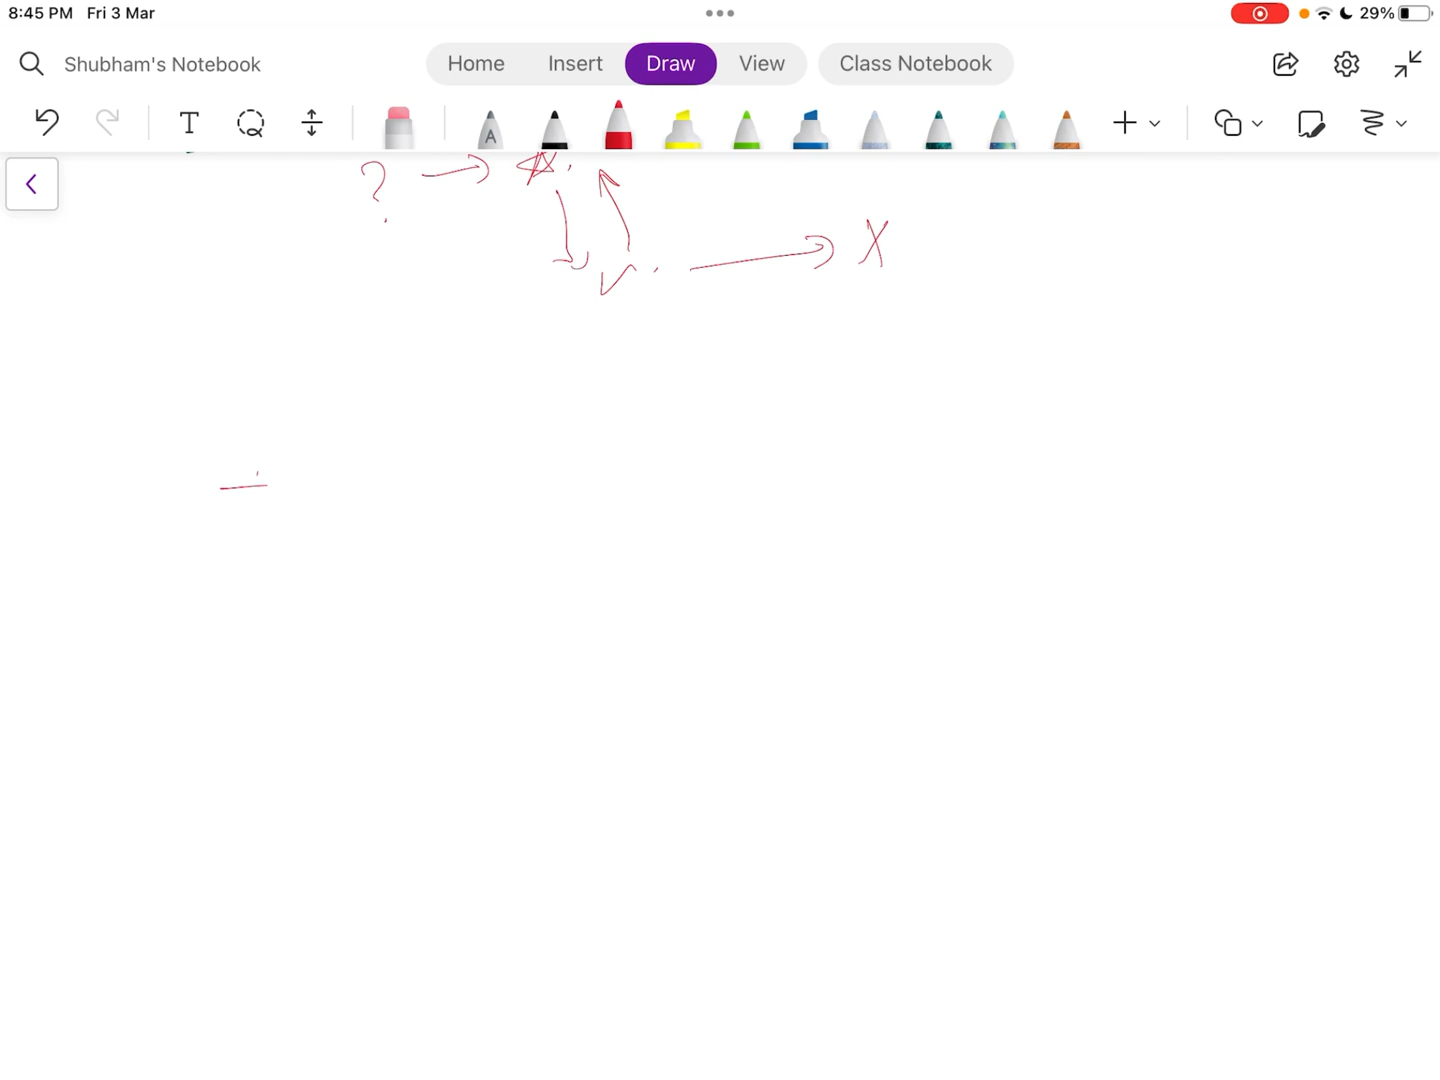 8:45 PM Fri 3 Mar 29%
Shubham's Notebook Home Insert Draw View Class Notebook
T A
? →
→ X